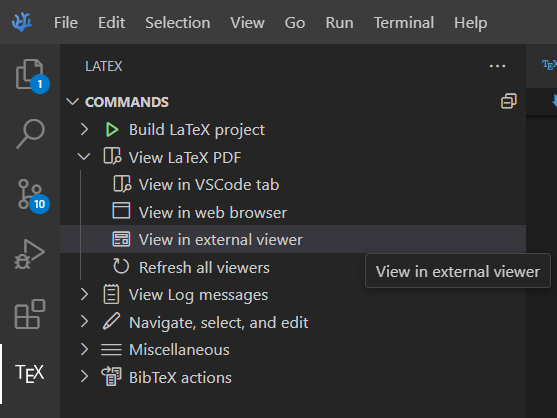 File Edit Selection View Go Run Terminal Help
LATEX ...
1
COMMANDS
Build LaTeX project
View LaTeX PDF
View in VSCode tab
10
View in web browser
View in external viewer
Refresh all viewers
View in external viewer
View Log messages
Navigate, select, and edit
Miscellaneous
TEX
BibTeX actions